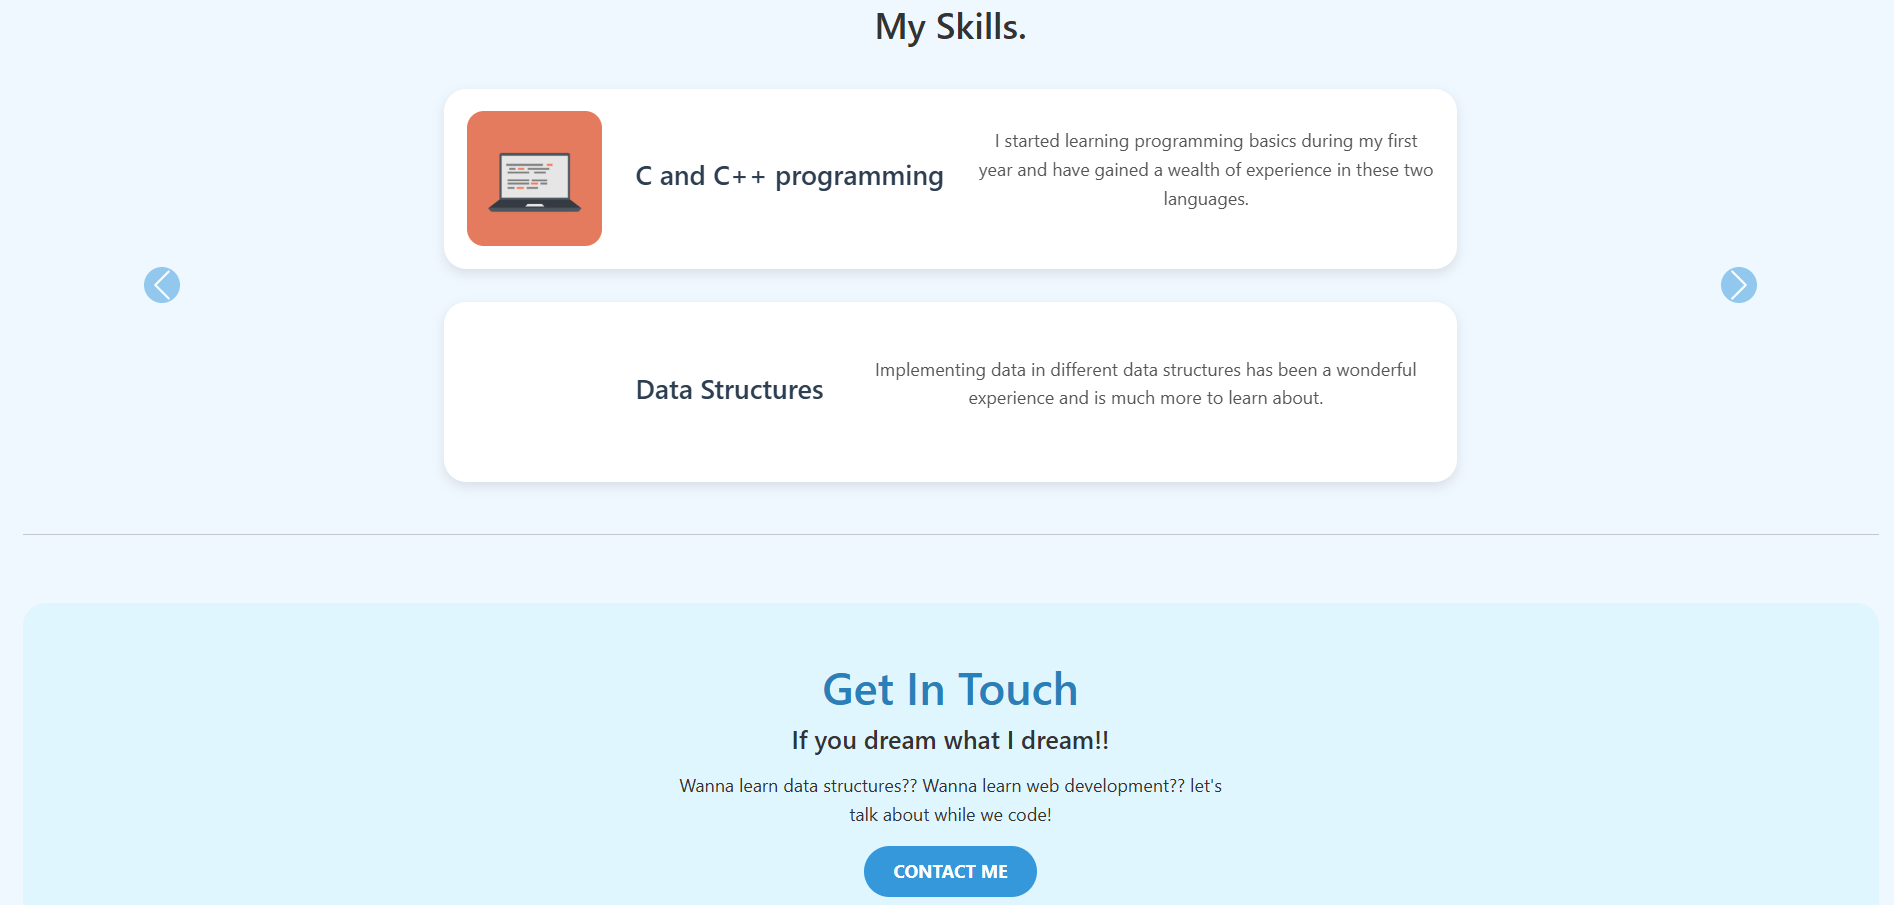 My Skills.
C and C++ programming
I started learning programming basics during my first
year and have gained a wealth of experience in these two
languages.
Data Structures
Implementing data in different data structures has been a wonderful
experience and is much more to learn about.
Get In Touch
If you dream what I dream!!
Wanna learn data structures?? Wanna learn web development?? let's
talk about while we code!
CONTACT ME